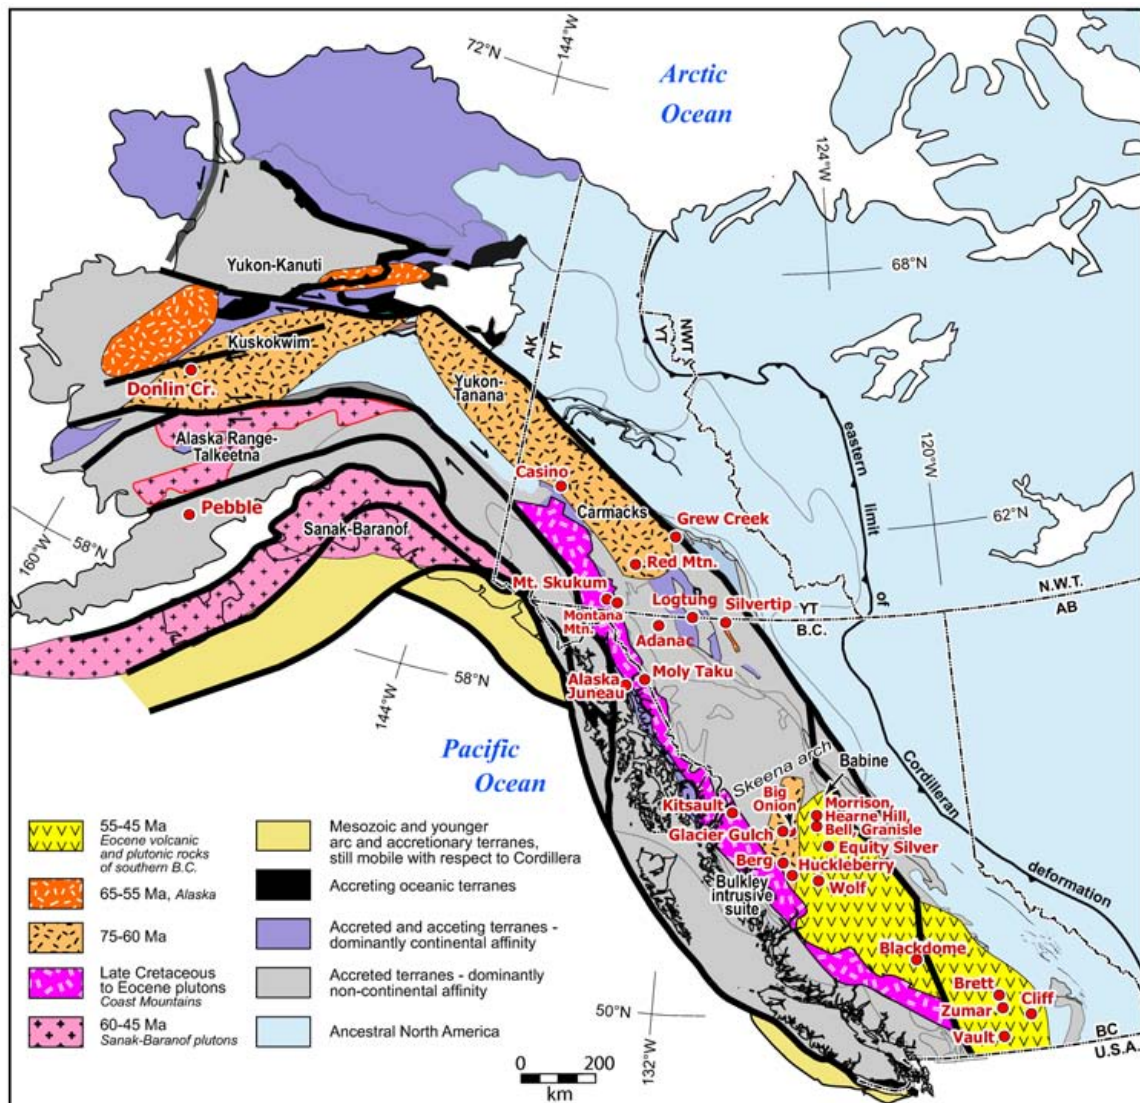 72°N
144°W
Arctic
Ocean
124°W
68°N
Yukon-Kanuti
Kuskokwim
Donlin Cr.
AK
YT
NWT
YT
Yukon-
Tanana
Alaska Range-
Talkeetna
eastern
limit
of
Cordilleran
deformation
120°W
62°N
Casino
Carmacks
Grew Creek
Pebble
160°W
58°N
Sanak-Baranof
Red Mtn.
Mt. Skukum
Montana
Mtn.
Logtung
Silvertip
YT
B.C.
N.W.T.
AB
Adanac
Moly Taku
Alaska
Juneau
58°N
144°W
Pacific
Ocean
Skeena arch
Babine
Big
Onion
Kitsault
Morrison,
Hearne Hill,
Bell, Granisle
Glacier Gulch
Equity Silver
Berg
Huckleberry
Bulkley
intrusive
suite
Wolf
Blackdome
Brett
Cliff
Zumar
Vault
BC
U.S.A.
50°N
132°W
0 200
km
55-45 Ma
Eocene volcanic
and plutonic rocks
of southern B.C.
65-55 Ma, Alaska
75-60 Ma
Late Cretaceous
to Eocene plutons
Coast Mountains
60-45 Ma
Sanak-Baranof plutons
Mesozoic and younger
arc and accretionary terranes,
still mobile with respect to Cordillera
Accreting oceanic terranes
Accreted and acceting terranes -
dominantly continental affinity
Accreted terranes - dominantly
non-continental affinity
Ancestral North America